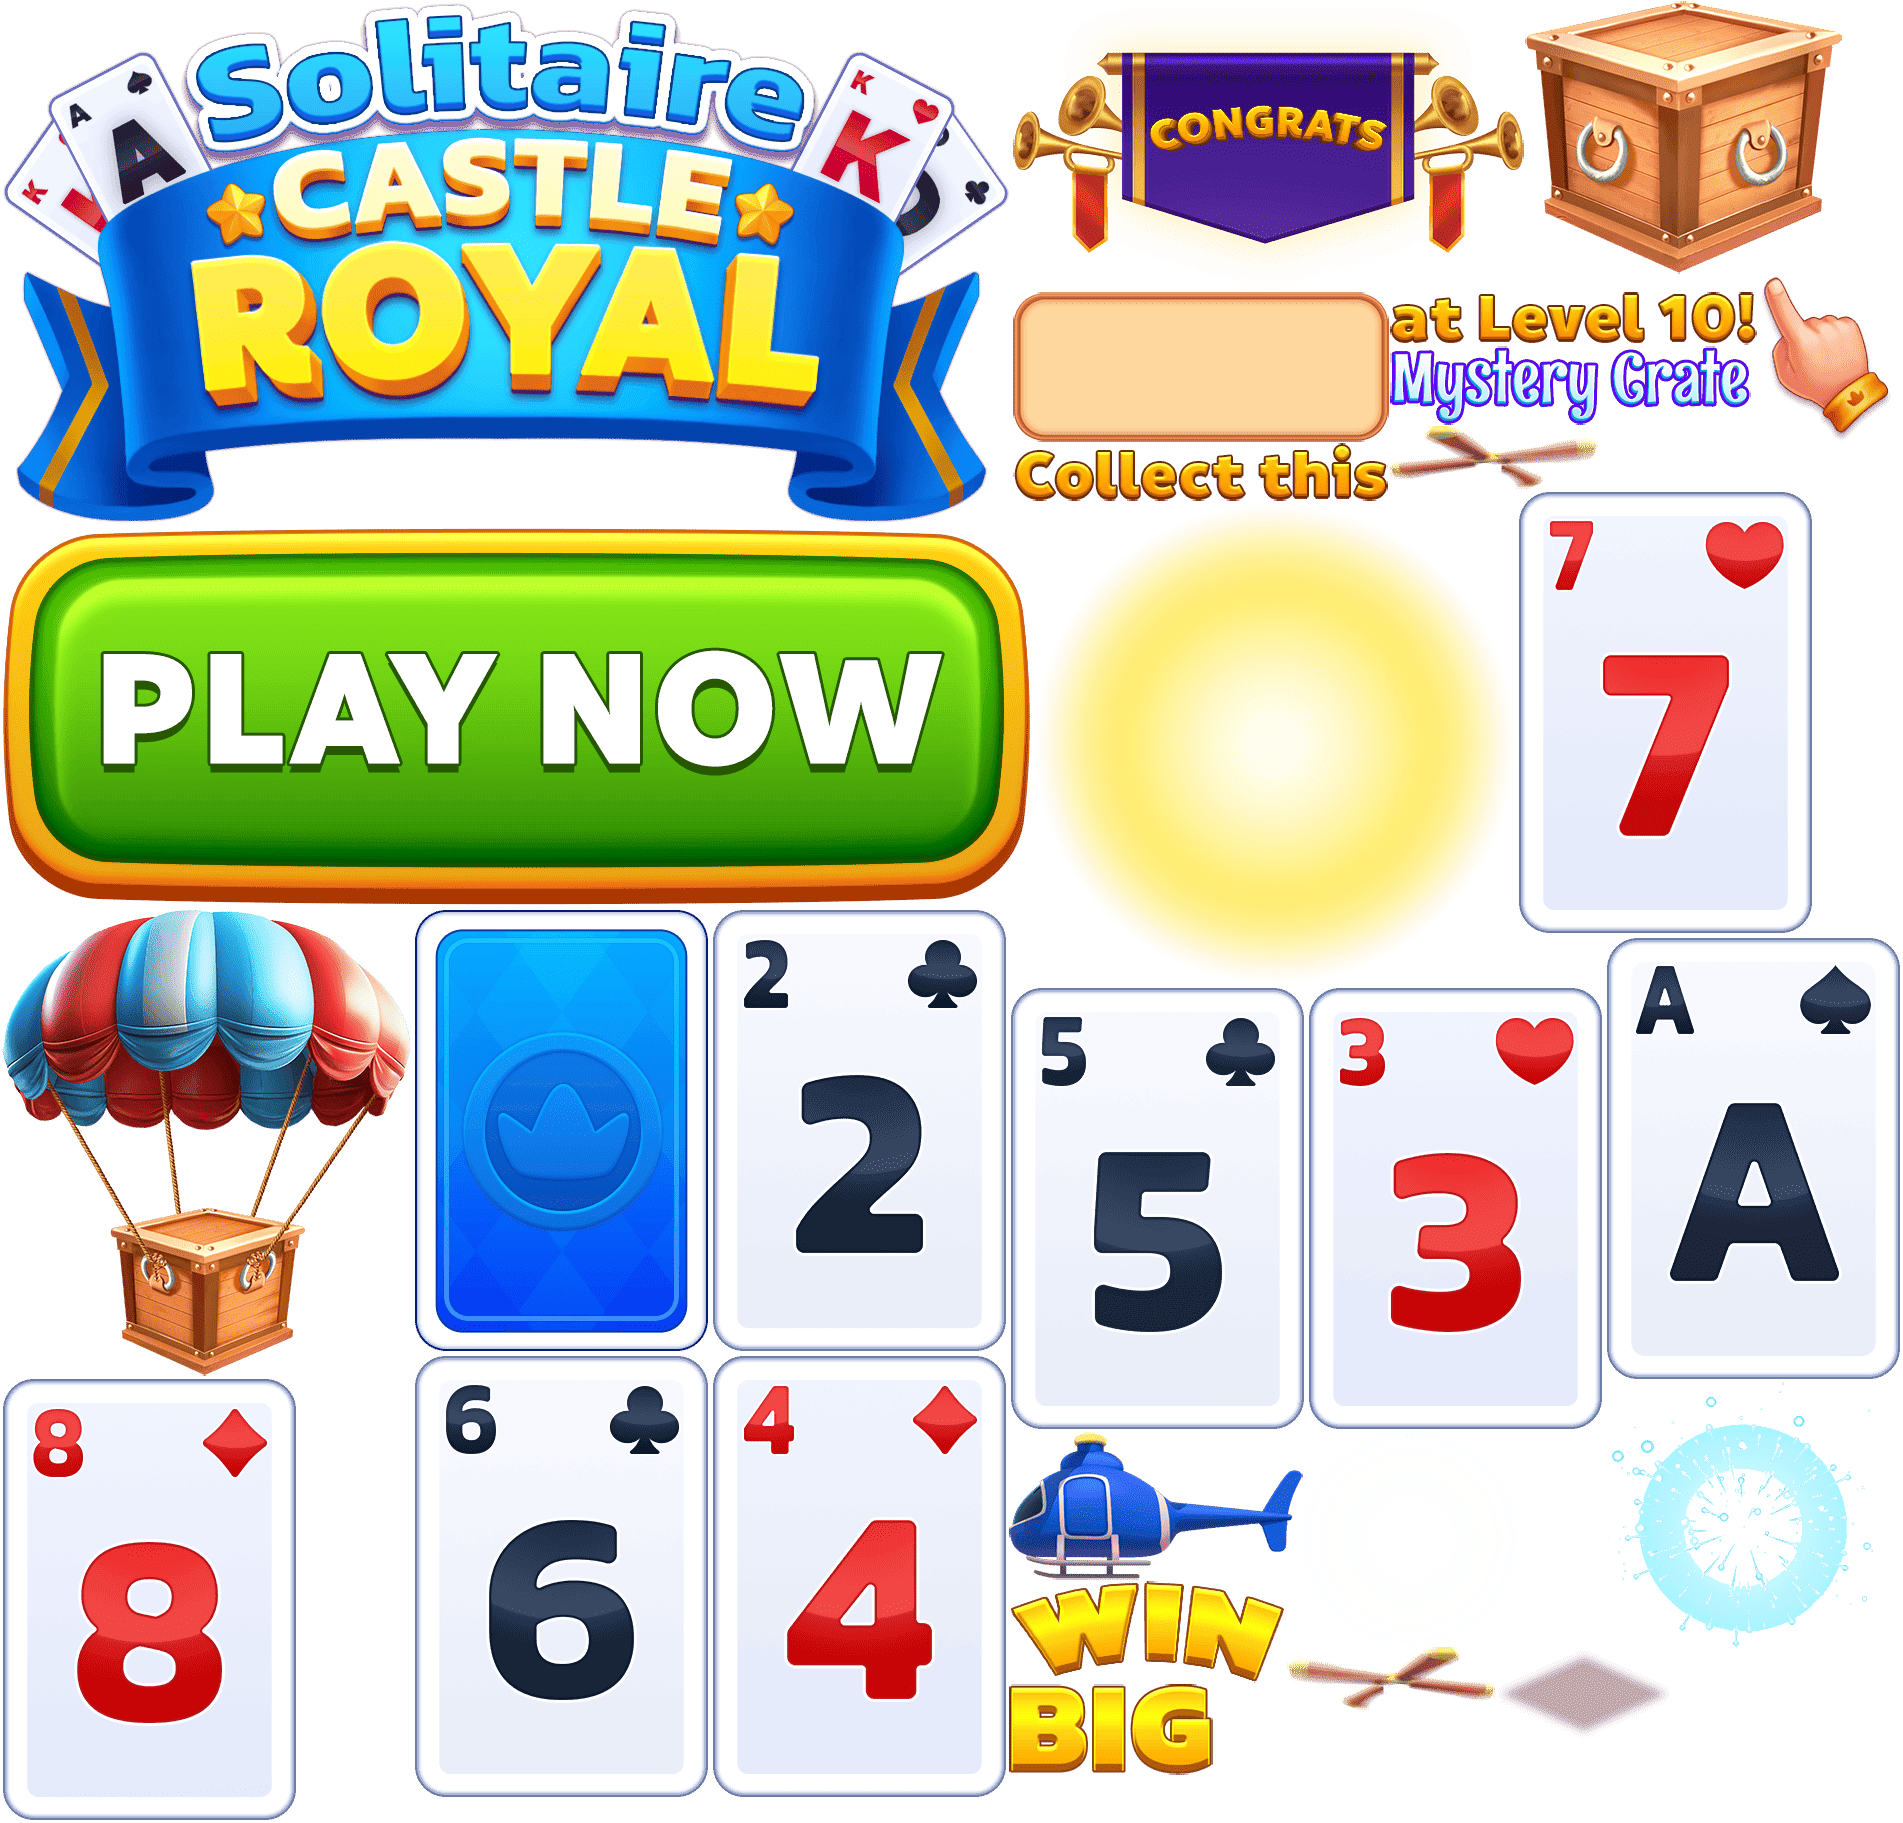 Solitaire
CASTLE
ROYAL
A
A
K
K
K
CONGRATS
at Level 10!
Mystery Crate
Collect this
PLAY NOW
7
7
2
2
5
5
3
3
A
A
8
8
6
6
4
4
WIN
BIG